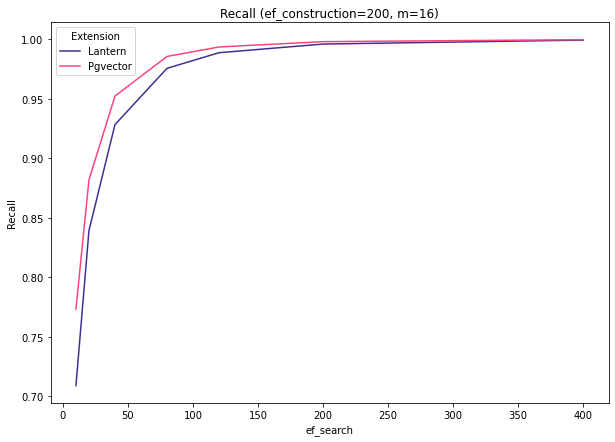 Recall (ef_construction=200, m=16)
Extension
Lantern
Pgvector
1.00
0.95
0.90
0.85
0.80
0.75
0.70
Recall
0
50
100
150
200
250
300
350
400
ef_search